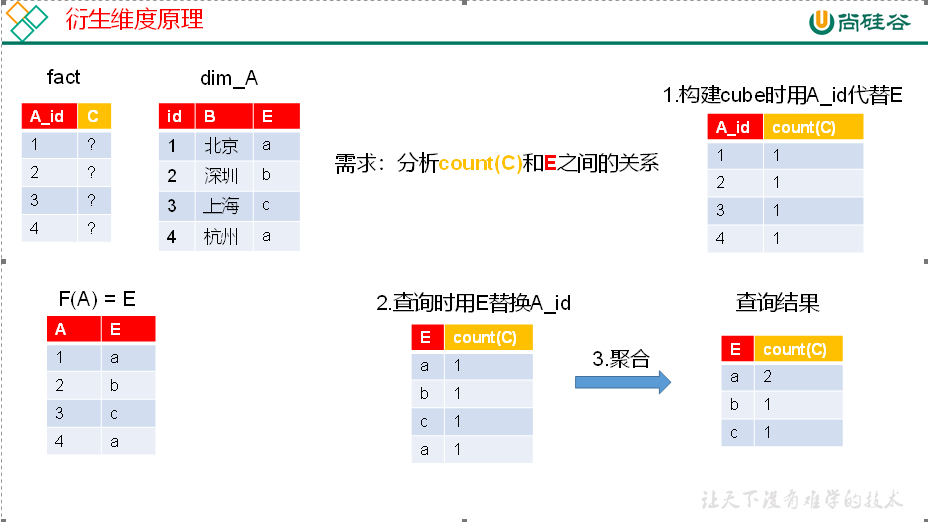 衍生维度原理
尚硅谷
fact
A_id C
1 ?
2 ?
3 ?
4 ?
dim_A
id B E
1 北京 a
2 深圳 b
3 上海 c
4 杭州 a
需求：分析count(C)和E之间的关系
1.构建cube时用A_id代替E
A_id count(C)
1 1
2 1
3 1
4 1
F(A) = E
A E
1 a
2 b
3 c
4 a
2.查询时用E替换A_id
E count(C)
a 1
b 1
c 1
a 1
3.聚合
查询结果
E count(C)
a 2
b 1
c 1
让天下没有难学的技术